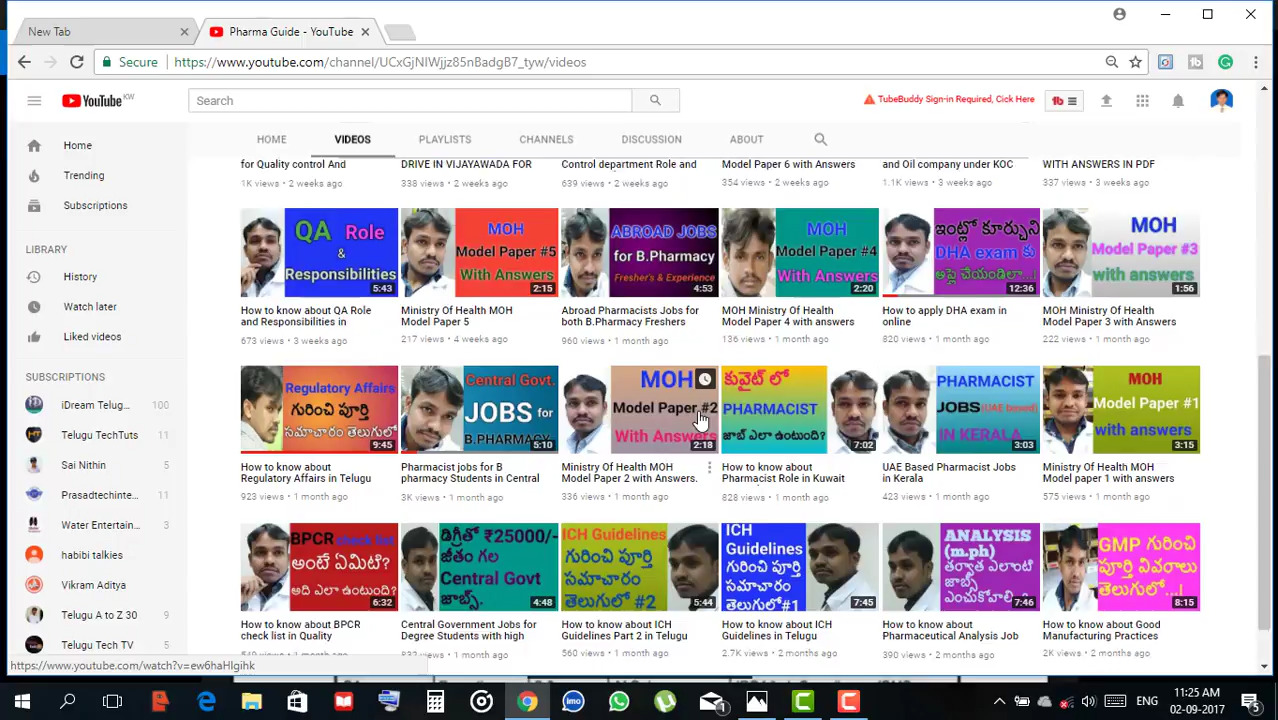 New Tab
Pharma Guide - YouTube
Secure
https://www.youtube.com/channel/UCxGjNIWjjz85nBadgB7_tyw/videos
YouTube KW
Search
TubeBuddy Sign-in Required, Cick Here
HOME VIDEOS PLAYLISTS CHANNELS DISCUSSION ABOUT
Home
Trending
Subscriptions
LIBRARY
History
Watch later
Liked videos
SUBSCRIPTIONS
iDream Telug... 100
Telugu TechTuts 11
Sai Nithin 5
Prasadtechinte... 11
Water Entertain... 3
habibi talkies
Vikram Aditya
Telugu A to Z 30 9
Telugu Tech TV 5
for Quality control And
1K views • 2 weeks ago
DRIVE IN VIJAYAWADA FOR
338 views • 2 weeks ago
Control department Role and
639 views • 2 weeks ago
Model Paper 6 with Answers
354 views • 2 weeks ago
and Oil company under KOC
1.1K views • 3 weeks ago
WITH ANSWERS IN PDF
337 views • 3 weeks ago
QA Role
&
Responsibilities
5:43
How to know about QA Role
and Responsibilities in
673 views • 3 weeks ago
MOH
Model Paper #5
With Answers
2:15
Ministry Of Health MOH
Model Paper 5
217 views • 4 weeks ago
ABROAD JOBS
for B.Pharmacy
Fresher's & Experience
4:53
Abroad Pharmacists Jobs for
both B.Pharmacy Freshers
960 views • 1 month ago
MOH
Model Paper #4
With Answers
2:20
MOH Ministry Of Health
Model Paper 4 with answers
136 views • 1 month ago
ఇంట్లో కూర్చుని
DHA exam కు
అప్లై చేయండిలా...!
12:36
How to apply DHA exam in
online
820 views • 1 month ago
MOH
Model Paper #3
with answers
1:56
Ministry Of Health MOH
Model Paper 3 with Answers
222 views • 1 month ago
Regulatory Affairs
గురించి పూర్తి
సమాచారం తెలుగులో
9:45
How to know about
Regulatory Affairs in Telugu
923 views • 1 month ago
Central Govt.
JOBS for
B.PHARMACY
5:10
Pharmacist jobs for B
pharmacy Students in Central
3K views • 1 month ago
MOH
Model Paper #2
With Answers
2:18
Ministry Of Health MOH
Model Paper 2 with Answers.
336 views • 1 month ago
కువైట్ లో
PHARMACIST
జాబ్ ఎలా ఉంటుంది?
7:02
How to know about
Pharmacist Role in Kuwait
828 views • 1 month ago
PHARMACIST
JOBS (UAE based)
IN KERALA
3:03
UAE Based Pharmacist Jobs
in Kerala
423 views • 1 month ago
MOH
Model Paper #1
with answers
3:15
Ministry Of Health MOH
Model paper 1 with answers
575 views • 1 month ago
BPCR check list
అంటే ఏమిటి?
అది ఎలా ఉంటుంది?
6:32
How to know about BPCR
check list in Quality
డిగ్రీతో ₹25000/-
జీతం గల
Central Govt
జాబ్స్.
4:48
Central Government Jobs for
Degree Students with high
ICH Guidelines
గురించి పూర్తి
సమాచారం
తెలుగులో #2
5:44
How to know about ICH
Guidelines Part 2 in Telugu
560 views • 1 month ago
ICH
Guidelines
గురించి పూర్తి
సమాచారం
తెలుగులో#1
7:45
How to know about ICH
Guidelines in Telugu
2.7K views • 2 months ago
ANALYSIS
(m.ph)
తర్వాత ఎలాంటి
జాబ్స్
ఎంచుకోవాలి ?
7:46
How to know about
Pharmaceutical Analysis Job
390 views • 2 months ago
GMP గురించి
పూర్తి వివరాలు
తెలుగులో...!
8:15
How to know about Good
Manufacturing Practices
2K views • 2 months ago
https://www.youtube.com/watch?v=ew6haHlgihk
imo
1
ENG
11:25 AM
02-09-2017
5